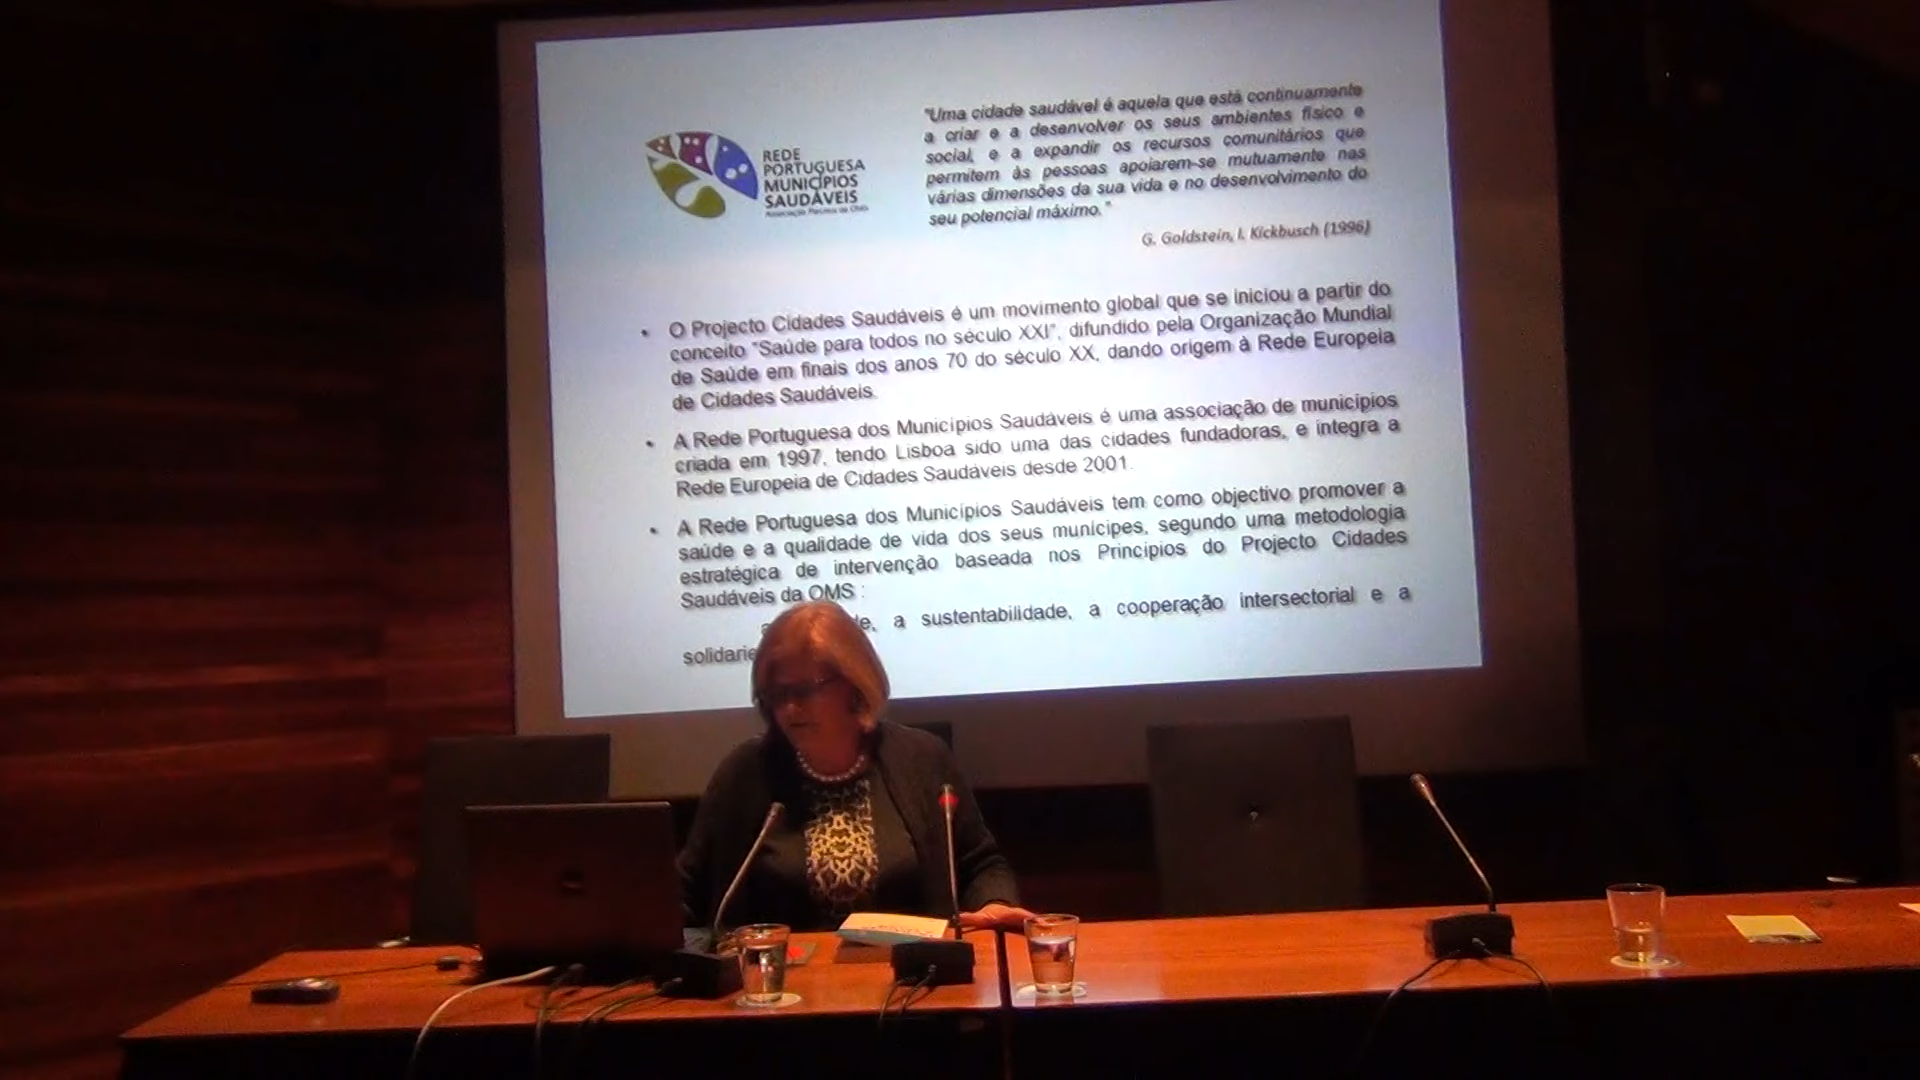 REDE
PORTUGUESA
MUNICÍPIOS
SAUDÁVEIS
"Uma cidade saudável é aquela que está continuamente
a criar e a desenvolver os seus ambientes físico e
social, e a expandir os recursos comunitários que
permitem às pessoas apoiarem-se mutuamente nas
várias dimensões da sua vida e no desenvolvimento do
seu potencial máximo."
G. Goldstein, I. Kickbusch (1996)
• O Projecto Cidades Saudáveis é um movimento global que se iniciou a partir do
conceito "Saúde para todos no século XXI", difundido pela Organização Mundial
de Saúde em finais dos anos 70 do século XX, dando origem à Rede Europeia
de Cidades Saudáveis.
• A Rede Portuguesa dos Municípios Saudáveis é uma associação de municípios
criada em 1997, tendo Lisboa sido uma das cidades fundadoras, e integra a
Rede Europeia de Cidades Saudáveis desde 2001.
• A Rede Portuguesa dos Municípios Saudáveis tem como objectivo promover a
saúde e a qualidade de vida dos seus munícipes, segundo uma metodologia
estratégica de intervenção baseada nos Princípios do Projecto Cidades
Saudáveis da OMS :
a sustentabilidade, a cooperação intersectorial e a